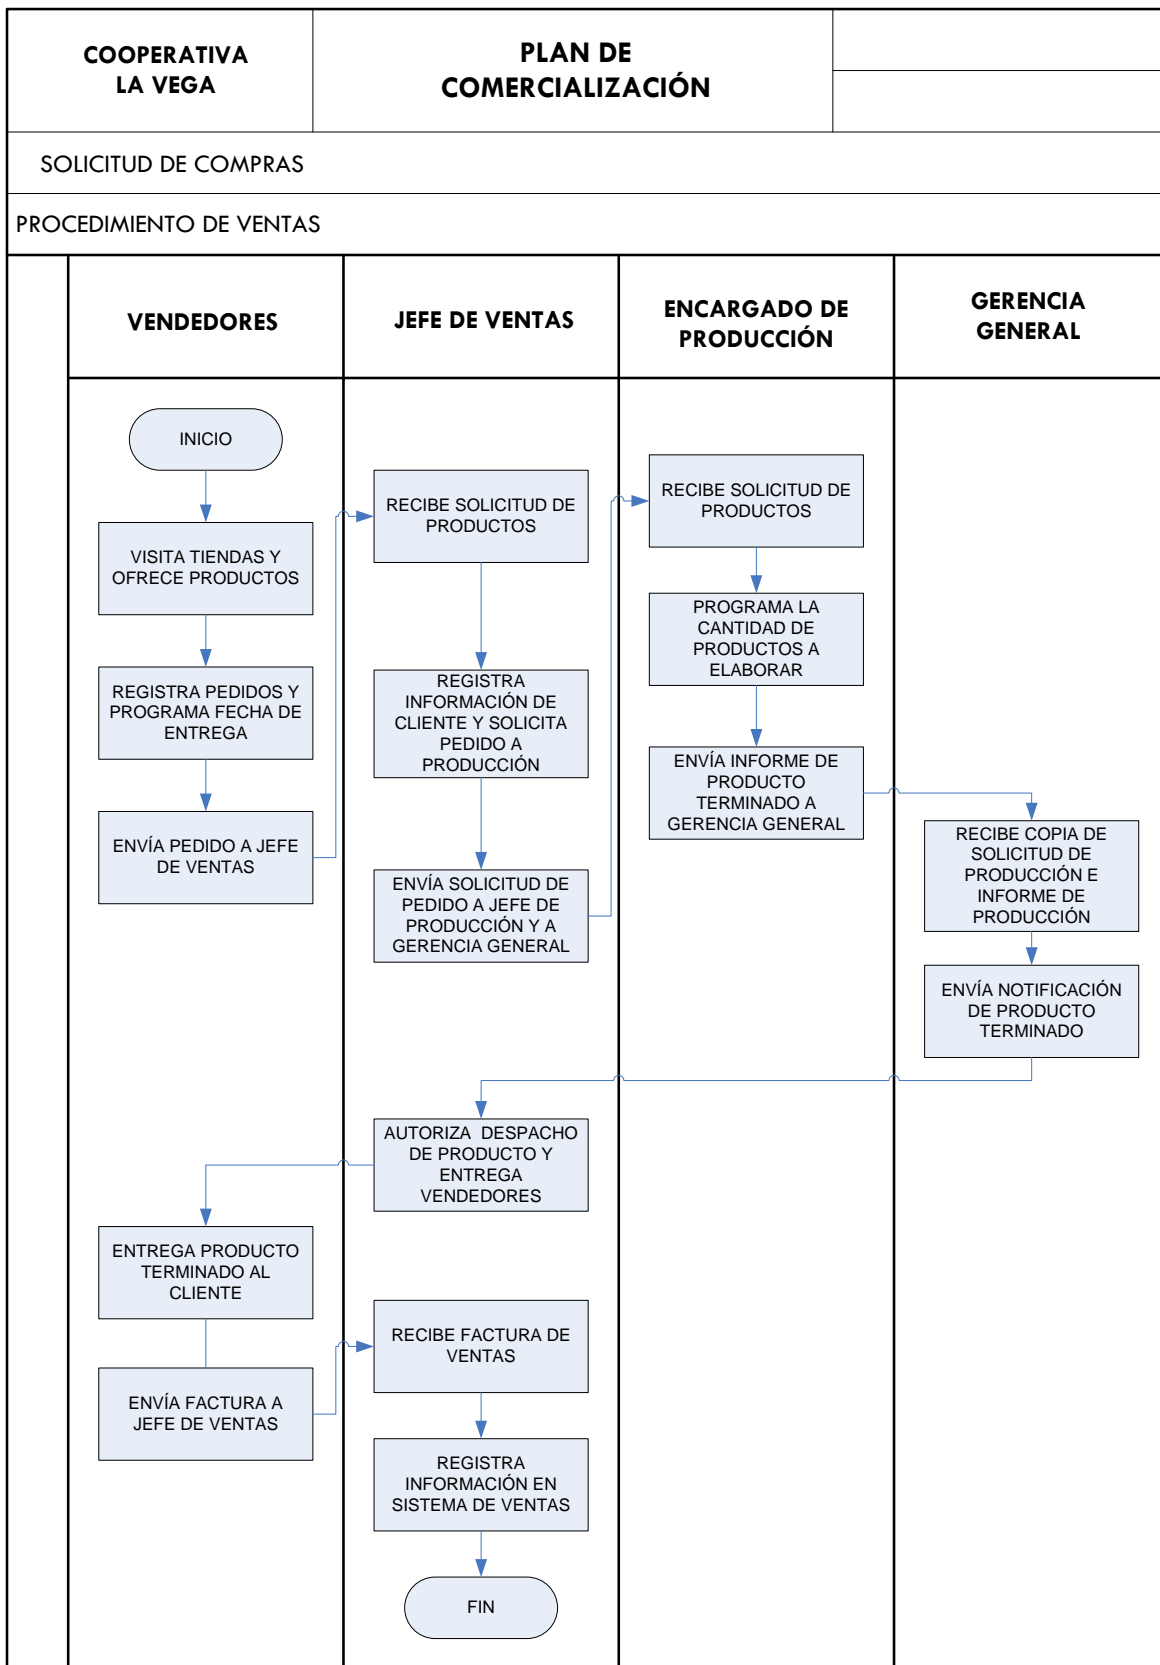 COOPERATIVA
LA VEGA
PLAN DE
COMERCIALIZACIÓN
SOLICITUD DE COMPRAS
PROCEDIMIENTO DE VENTAS
VENDEDORES
JEFE DE VENTAS
ENCARGADO DE
PRODUCCIÓN
GERENCIA
GENERAL
INICIO
VISITA TIENDAS Y
OFRECE PRODUCTOS
REGISTRA PEDIDOS Y
PROGRAMA FECHA DE
ENTREGA
ENVÍA PEDIDO A JEFE
DE VENTAS
RECIBE SOLICITUD DE
PRODUCTOS
REGISTRA
INFORMACIÓN DE
CLIENTE Y SOLICITA
PEDIDO A
PRODUCCIÓN
ENVÍA SOLICITUD DE
PEDIDO A JEFE DE
PRODUCCIÓN Y A
GERENCIA GENERAL
RECIBE SOLICITUD DE
PRODUCTOS
PROGRAMA LA
CANTIDAD DE
PRODUCTOS A
ELABORAR
ENVÍA INFORME DE
PRODUCTO
TERMINADO A
GERENCIA GENERAL
RECIBE COPIA DE
SOLICITUD DE
PRODUCCIÓN E
INFORME DE
PRODUCCIÓN
ENVÍA NOTIFICACIÓN
DE PRODUCTO
TERMINADO
AUTORIZA  DESPACHO
DE PRODUCTO Y
ENTREGA
VENDEDORES
ENTREGA PRODUCTO
TERMINADO AL
CLIENTE
ENVÍA FACTURA A
JEFE DE VENTAS
RECIBE FACTURA DE
VENTAS
REGISTRA
INFORMACIÓN EN
SISTEMA DE VENTAS
FIN